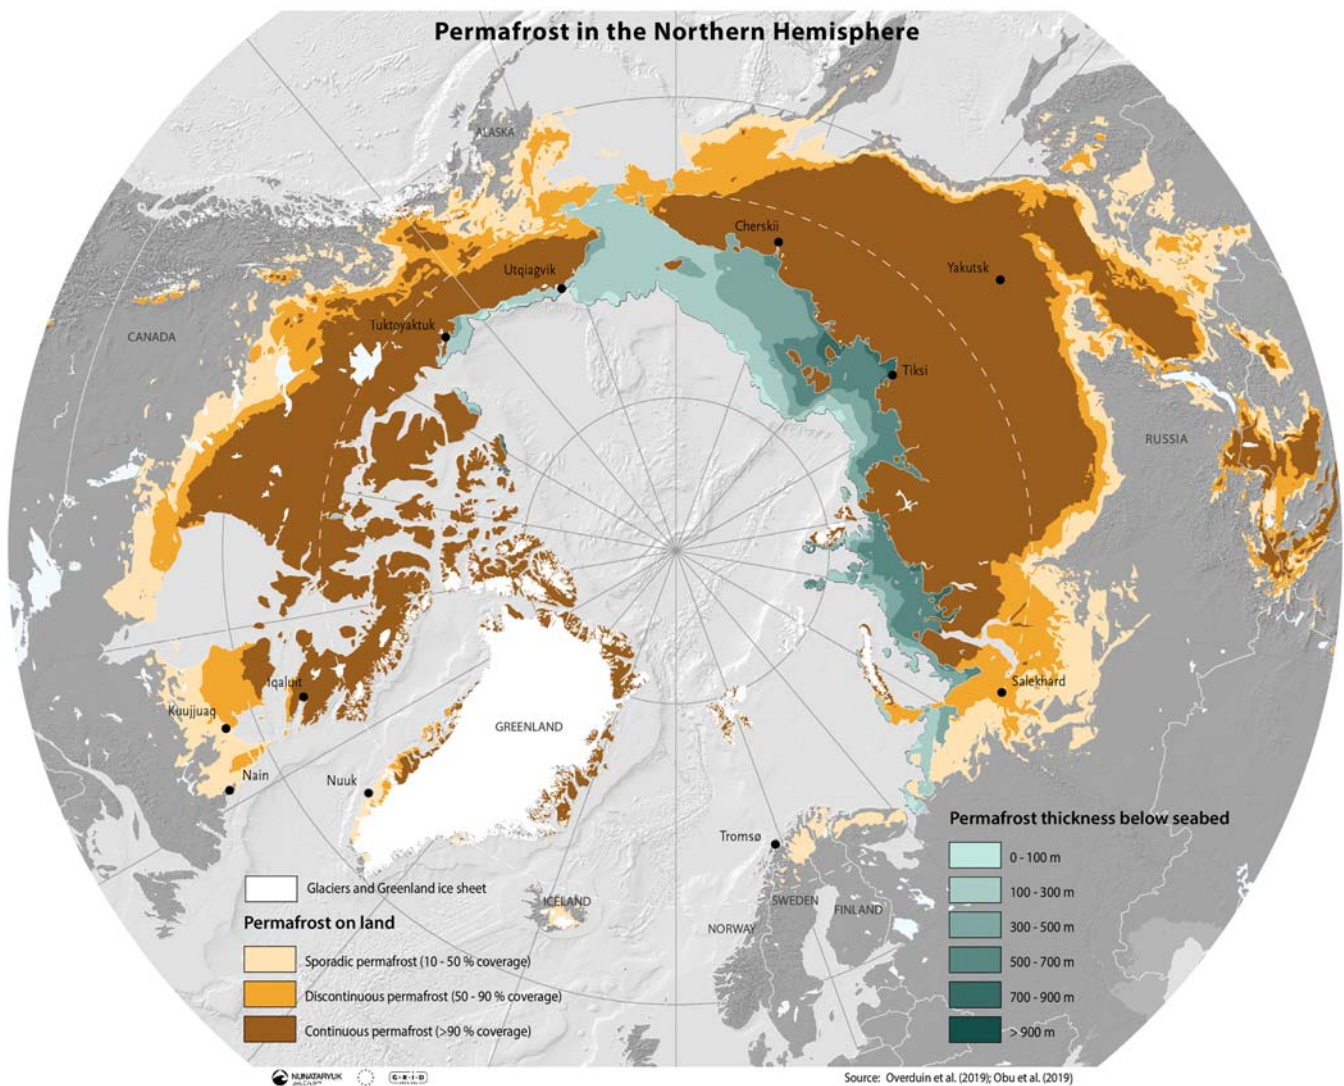 Permafrost in the Northern Hemisphere
ALASKA
Cherskii
Yakutsk
Utqiaġvik
Tuktoyaktuk
CANADA
Tiksi
RUSSIA
Iqaluit
Salekhard
Kuujjuaq
GREENLAND
Nain
Nuuk
Tromsø
ICELAND
SWEDEN
FINLAND
NORWAY
Glaciers and Greenland ice sheet
Permafrost on land
Sporadic permafrost (10 - 50 % coverage)
Discontinuous permafrost (50 - 90 % coverage)
Continuous permafrost (>90 % coverage)
Permafrost thickness below seabed
0 - 100 m
100 - 300 m
300 - 500 m
500 - 700 m
700 - 900 m
> 900 m
NUNATARYUK
G R I D
Source: Overduin et al. (2019); Obu et al. (2019)